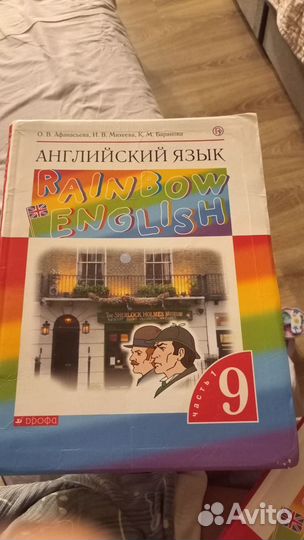 О. В. Афанасьева, И. В. Михеева, К. М. Баранова
АНГЛИЙСКИЙ ЯЗЫК
RAINBOW
ENGLISH
The SHERLOCK HOLMES MUSEUM
часть 1
9
ДРОФА
Avito